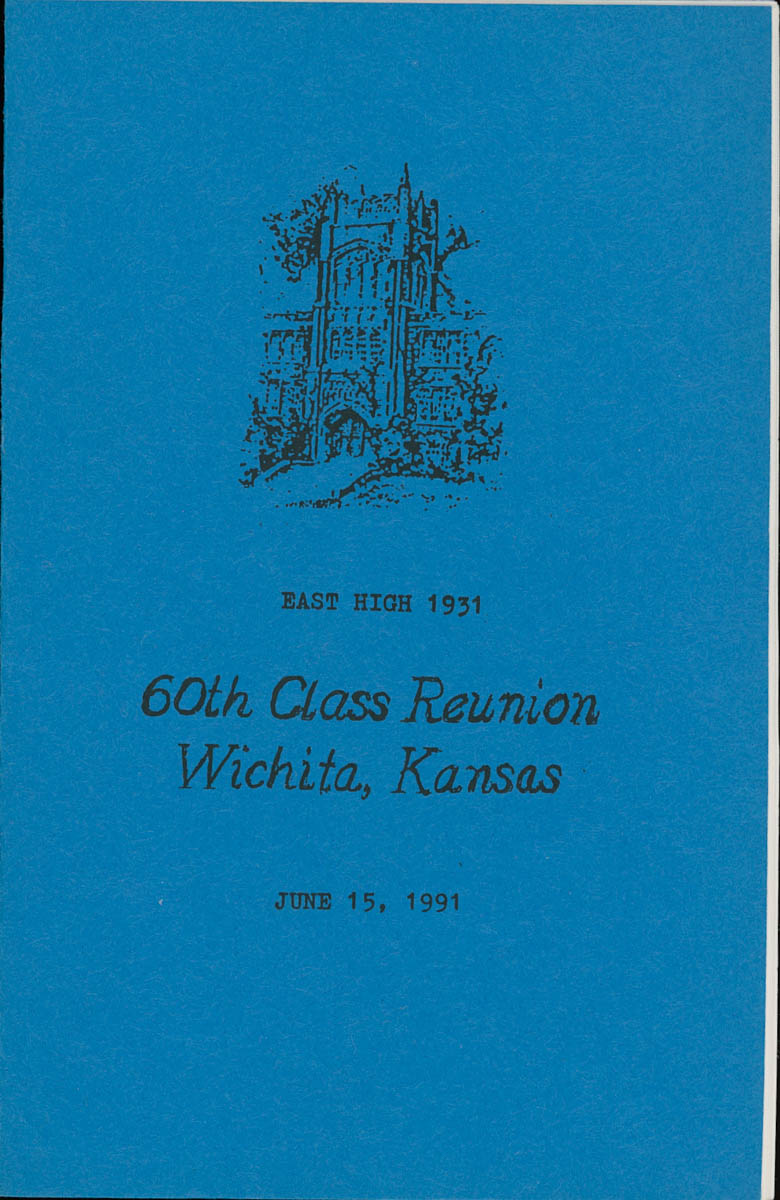 EAST HIGH 1931
60th Class Reunion
Wichita, Kansas
JUNE 15, 1991